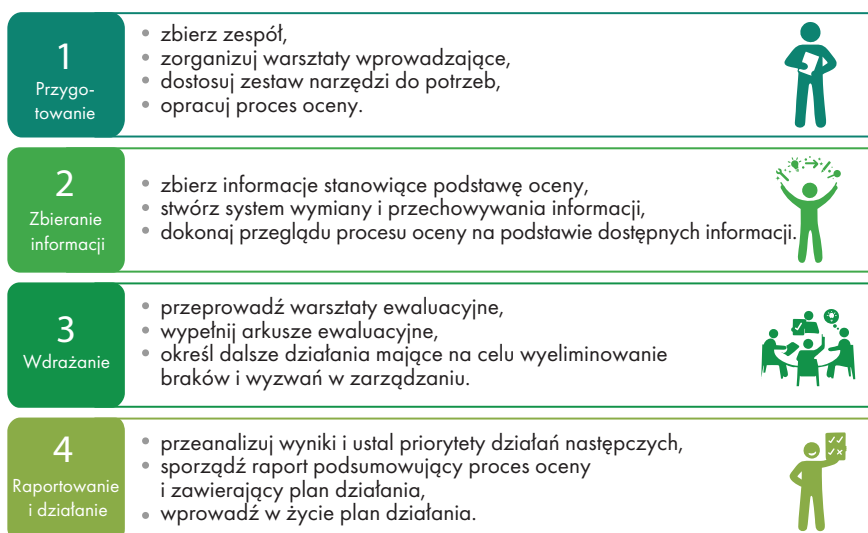 1
Przygo-
towanie
• zbierz zespół,
• zorganizuj warsztaty wprowadzające,
• dostosuj zestaw narzędzi do potrzeb,
• opracuj proces oceny.
2
Zbieranie
informacji
• zbierz informacje stanowiące podstawę oceny,
• stwórz system wymiany i przechowywania informacji,
• dokonaj przeglądu procesu oceny na podstawie dostępnych informacji.
3
Wdrażanie
• przeprowadź warsztaty ewaluacyjne,
• wypełnij arkusze ewaluacyjne,
• określ dalsze działania mające na celu wyeliminowanie
braków i wyzwań w zarządzaniu.
4
Raportowanie
i działanie
• przeanalizuj wyniki i ustal priorytety działań następczych,
• sporządź raport podsumowujący proces oceny
i zawierający plan działania,
• wprowadź w życie plan działania.